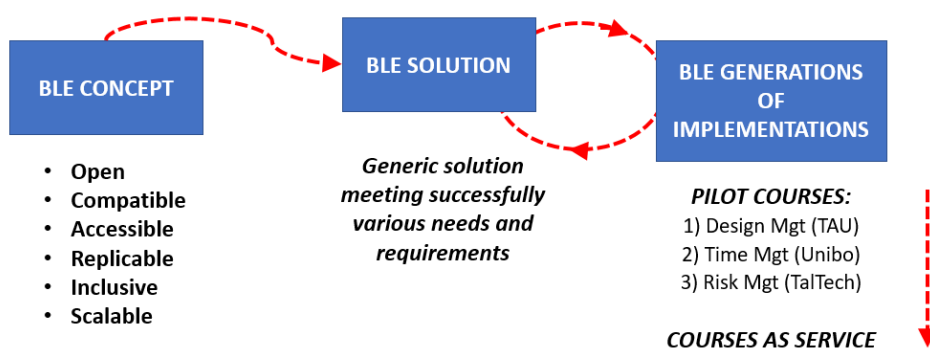 BLE CONCEPT
• Open
• Compatible
• Accessible
• Replicable
• Inclusive
• Scalable
BLE SOLUTION
Generic solution
meeting successfully
various needs and
requirements
BLE GENERATIONS
OF
IMPLEMENTATIONS
PILOT COURSES:
1) Design Mgt (TAU)
2) Time Mgt (Unibo)
3) Risk Mgt (TalTech)
COURSES AS SERVICE